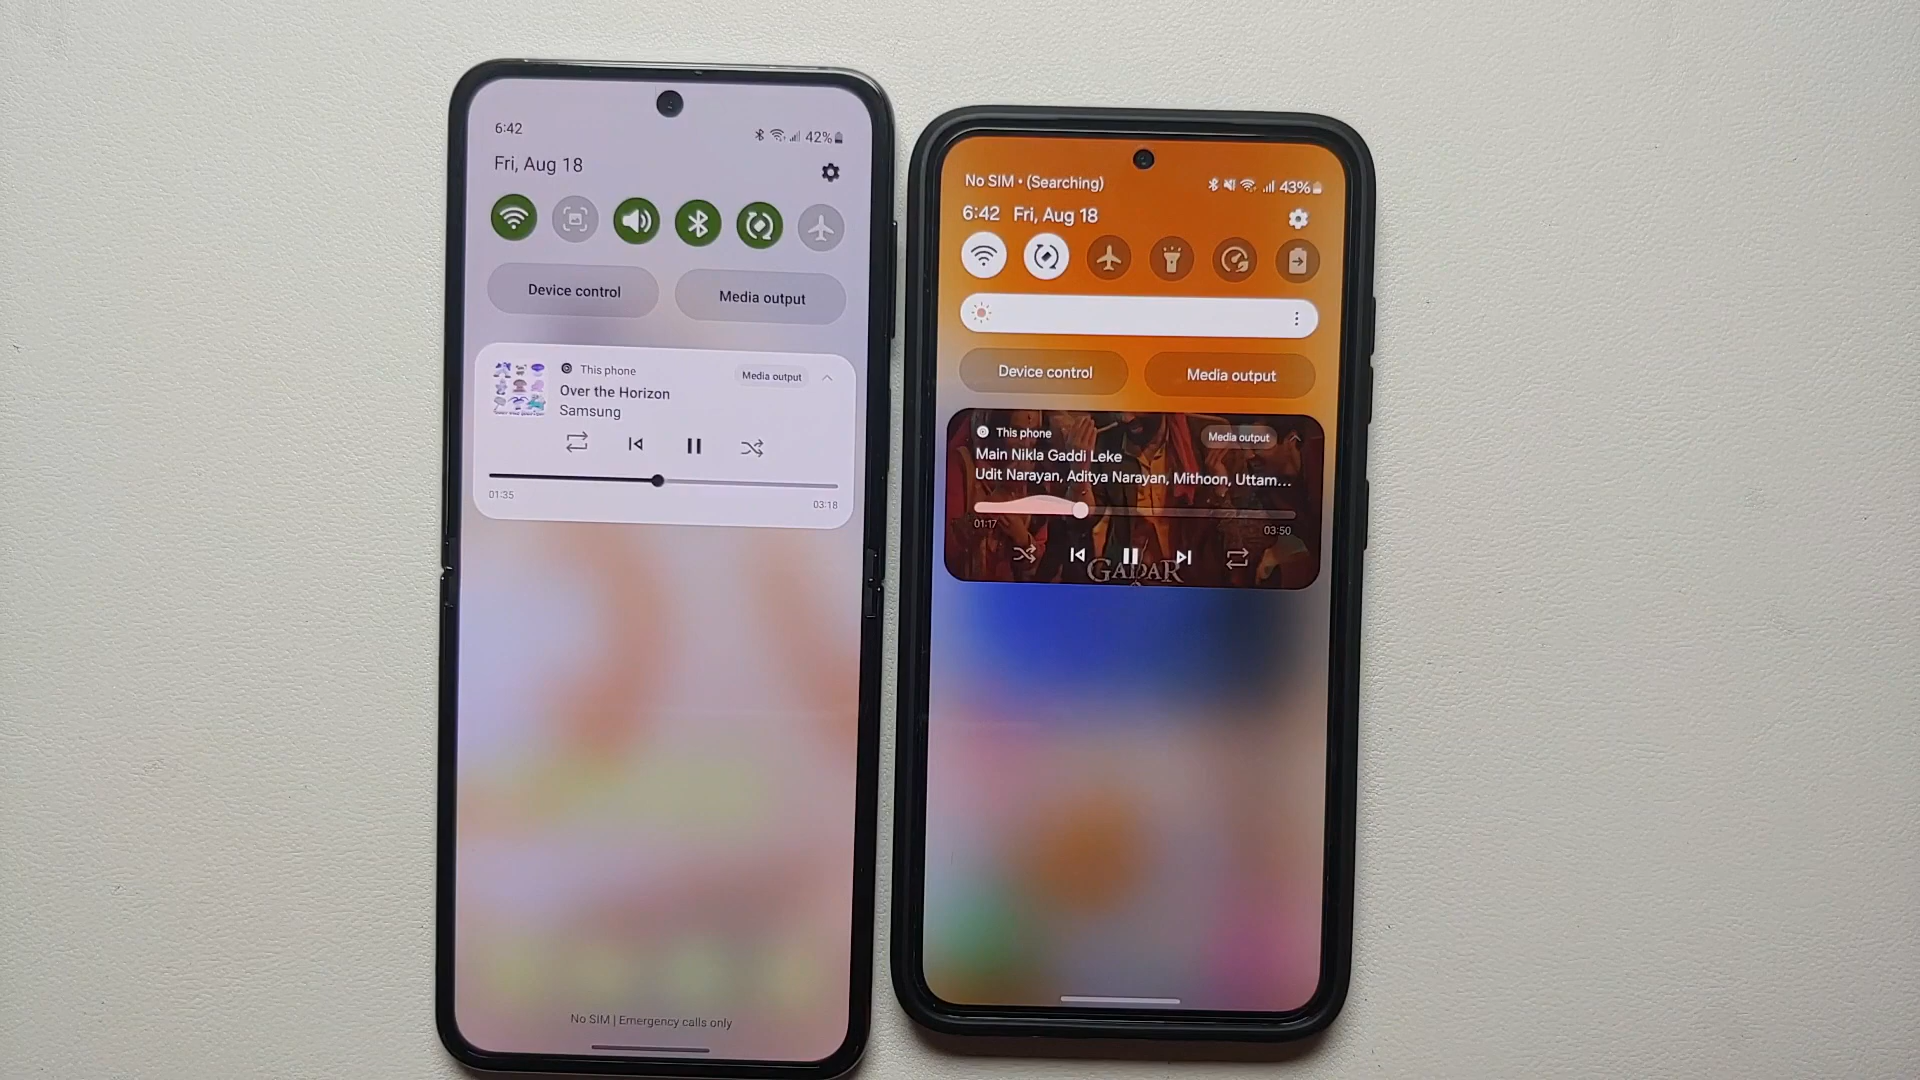 6:42
42%
Fri, Aug 18
Device control
Media output
This phone
Media output
Over the Horizon
Samsung
01:35
03:18
No SIM | Emergency calls only
No SIM • (Searching)
43%
6:42 Fri, Aug 18
Device control
Media output
This phone
Media output
Main Nikla Gaddi Leke
Udit Narayan, Aditya Narayan, Mithoon, Uttam...
01:17
03:50
GADAR